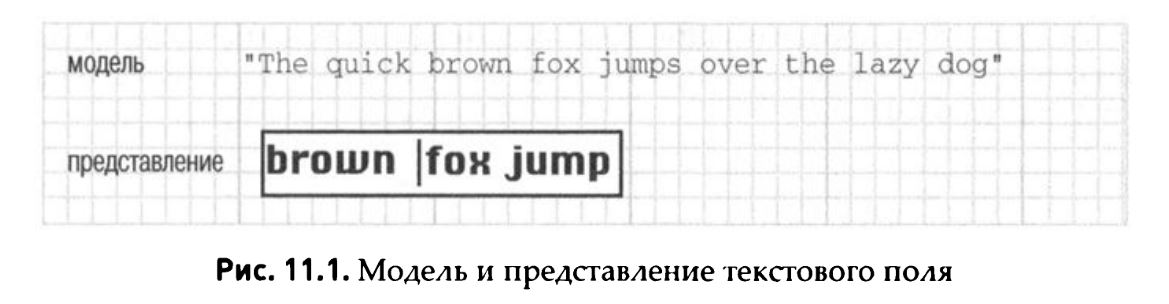 модель "The quick brown fox jumps over the lazy dog"
представление brown |fox jump
Рис. 11.1. Модель и представление текстового поля